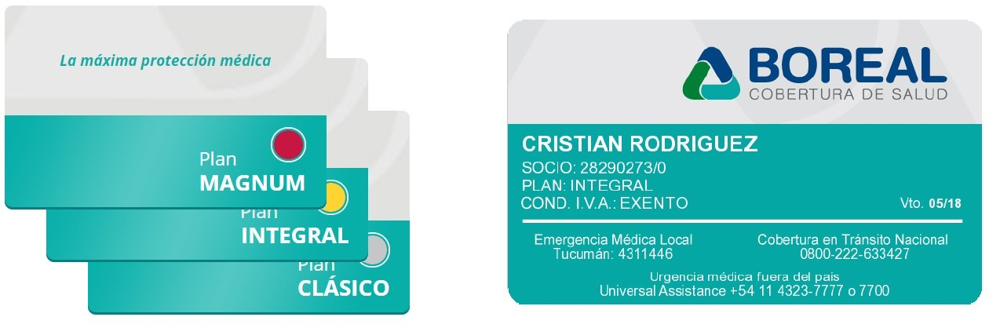 La máxima protección médica
Plan
MAGNUM
Plan
INTEGRAL
Plan
CLÁSICO
BOREAL
COBERTURA DE SALUD
CRISTIAN RODRIGUEZ
SOCIO: 28290273/0
PLAN: INTEGRAL
COND. I.V.A.: EXENTO
Vto. 05/18
Emergencia Médica Local
Tucumán: 4311446
Cobertura en Tránsito Nacional
0800-222-633427
Urgencia médica fuera del pais
Universal Assistance +54 11 4323-7777 o 7700